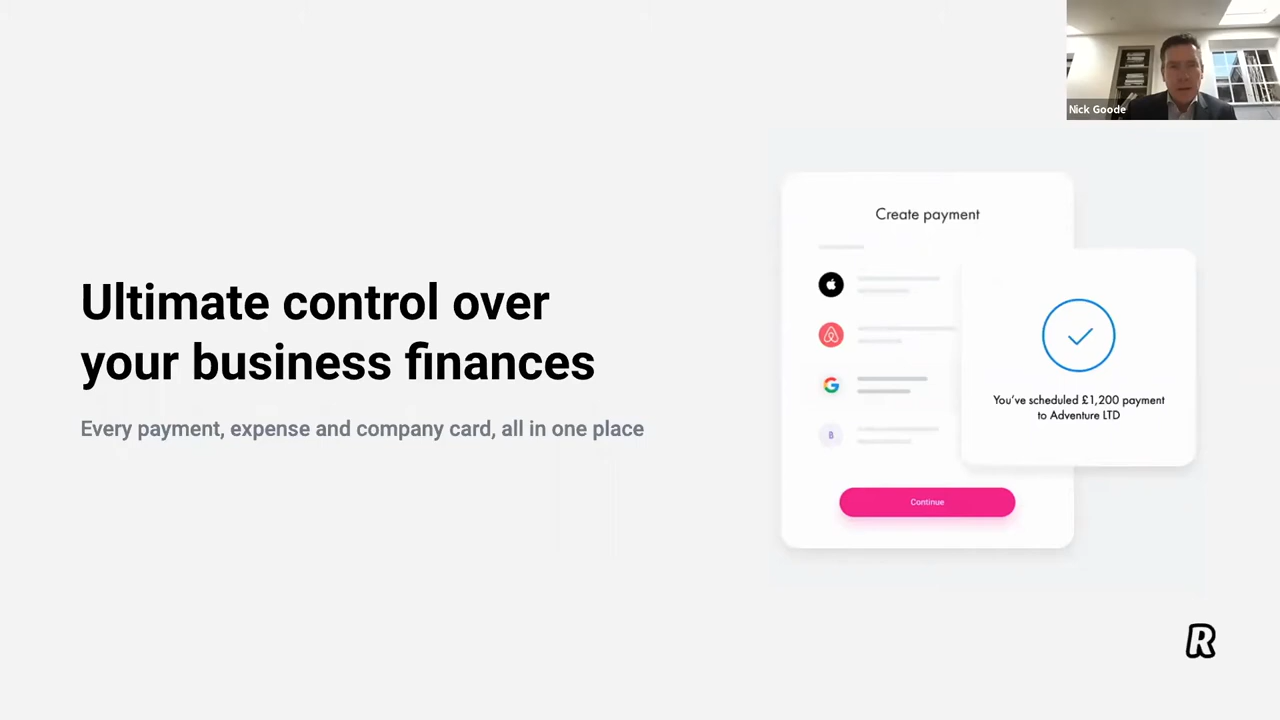 Nick Goode
Create payment
Ultimate control over
your business finances
Every payment, expense and company card, all in one place
B
You've scheduled £1,200 payment
to Adventure LTD
Continue
R